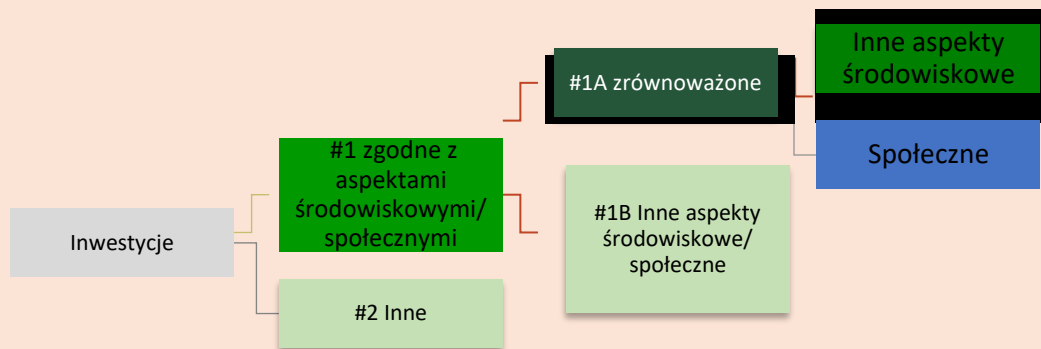 Inwestycje
#1 zgodne z
aspektami
środowiskowymi/
społecznymi
#2 Inne
#1A zrównoważone
#1B Inne aspekty
środowiskowe/
społeczne
Inne aspekty
środowiskowe
Społeczne